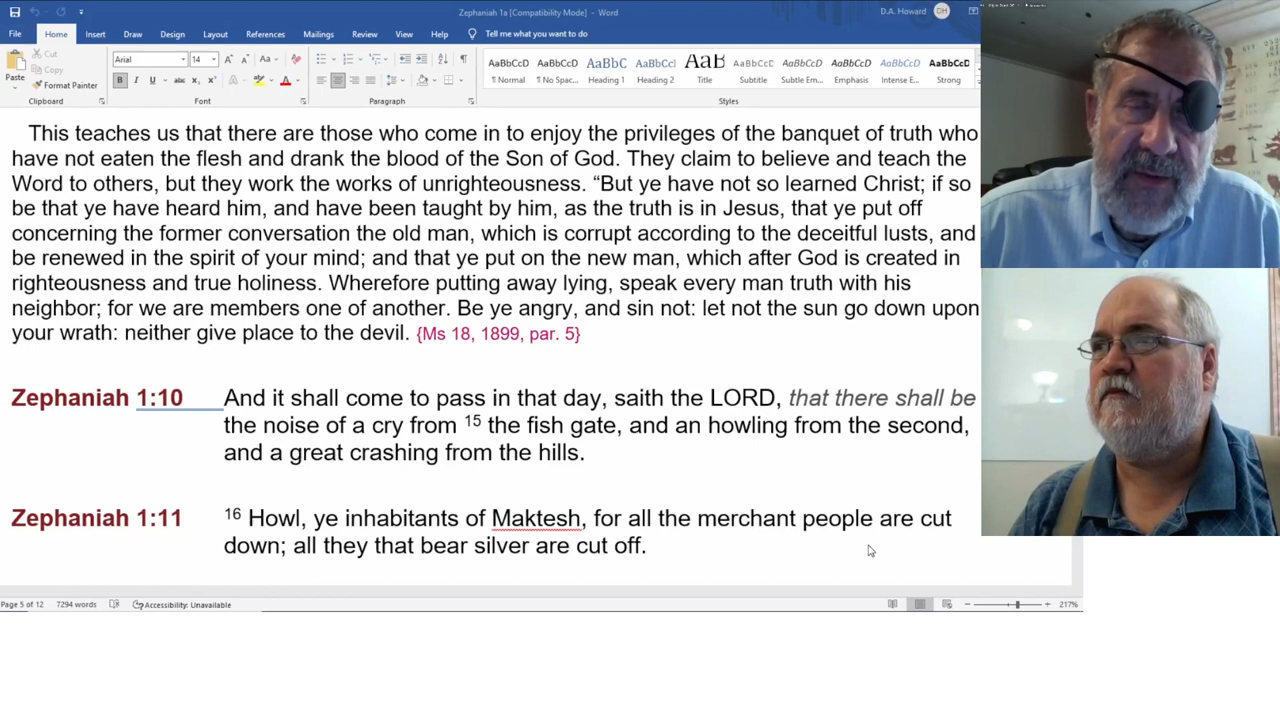 Zephaniah 1a [Compatibility Mode] - Word
D.A. Howard DH
File Home Insert Draw Design Layout References Mailings Review View Help Tell me what you want to do
Cut
Copy
Format Painter
Paste
Arial 14
B I U abc
AaBbCcD AaBbCcD AaBbC AaBbCc AaB AaBbCcD AaBbCcD AaBbCcD AaBbCcD AaBbCcD
¶ Normal ¶ No Spac... Heading 1 Heading 2 Title Subtitle Subtle Em... Emphasis Intense E... Strong
Clipboard Font Paragraph Styles
This teaches us that there are those who come in to enjoy the privileges of the banquet of truth who
have not eaten the flesh and drank the blood of the Son of God. They claim to believe and teach the
Word to others, but they work the works of unrighteousness. “But ye have not so learned Christ; if so
be that ye have heard him, and have been taught by him, as the truth is in Jesus, that ye put off
concerning the former conversation the old man, which is corrupt according to the deceitful lusts, and
be renewed in the spirit of your mind; and that ye put on the new man, which after God is created in
righteousness and true holiness. Wherefore putting away lying, speak every man truth with his
neighbor; for we are members one of another. Be ye angry, and sin not: let not the sun go down upon
your wrath: neither give place to the devil. {Ms 18, 1899, par. 5}
Zephaniah 1:10 And it shall come to pass in that day, saith the LORD, that there shall be
the noise of a cry from 15 the fish gate, and an howling from the second,
and a great crashing from the hills.
Zephaniah 1:11 16 Howl, ye inhabitants of Maktesh, for all the merchant people are cut
down; all they that bear silver are cut off.
Page 5 of 12 7294 words Accessibility: Unavailable 217%